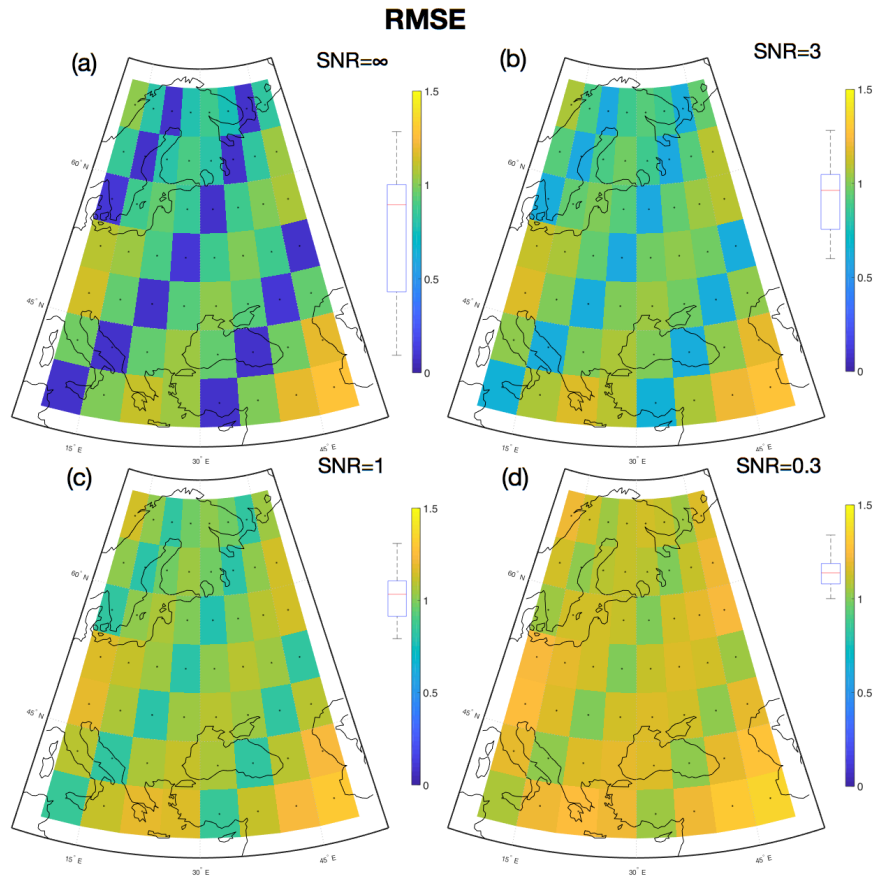 RMSE
(a) SNR=∞
(b) SNR=3
1.5
1
0.5
0
60° N
45° N
15° E
30° E
45° E
1.5
1
0.5
0
60° N
45° N
15° E
30° E
45° E
(c) SNR=1
(d) SNR=0.3
1.5
1
0.5
0
60° N
45° N
15° E
30° E
45° E
1.5
1
0.5
0
60° N
45° N
15° E
30° E
45° E